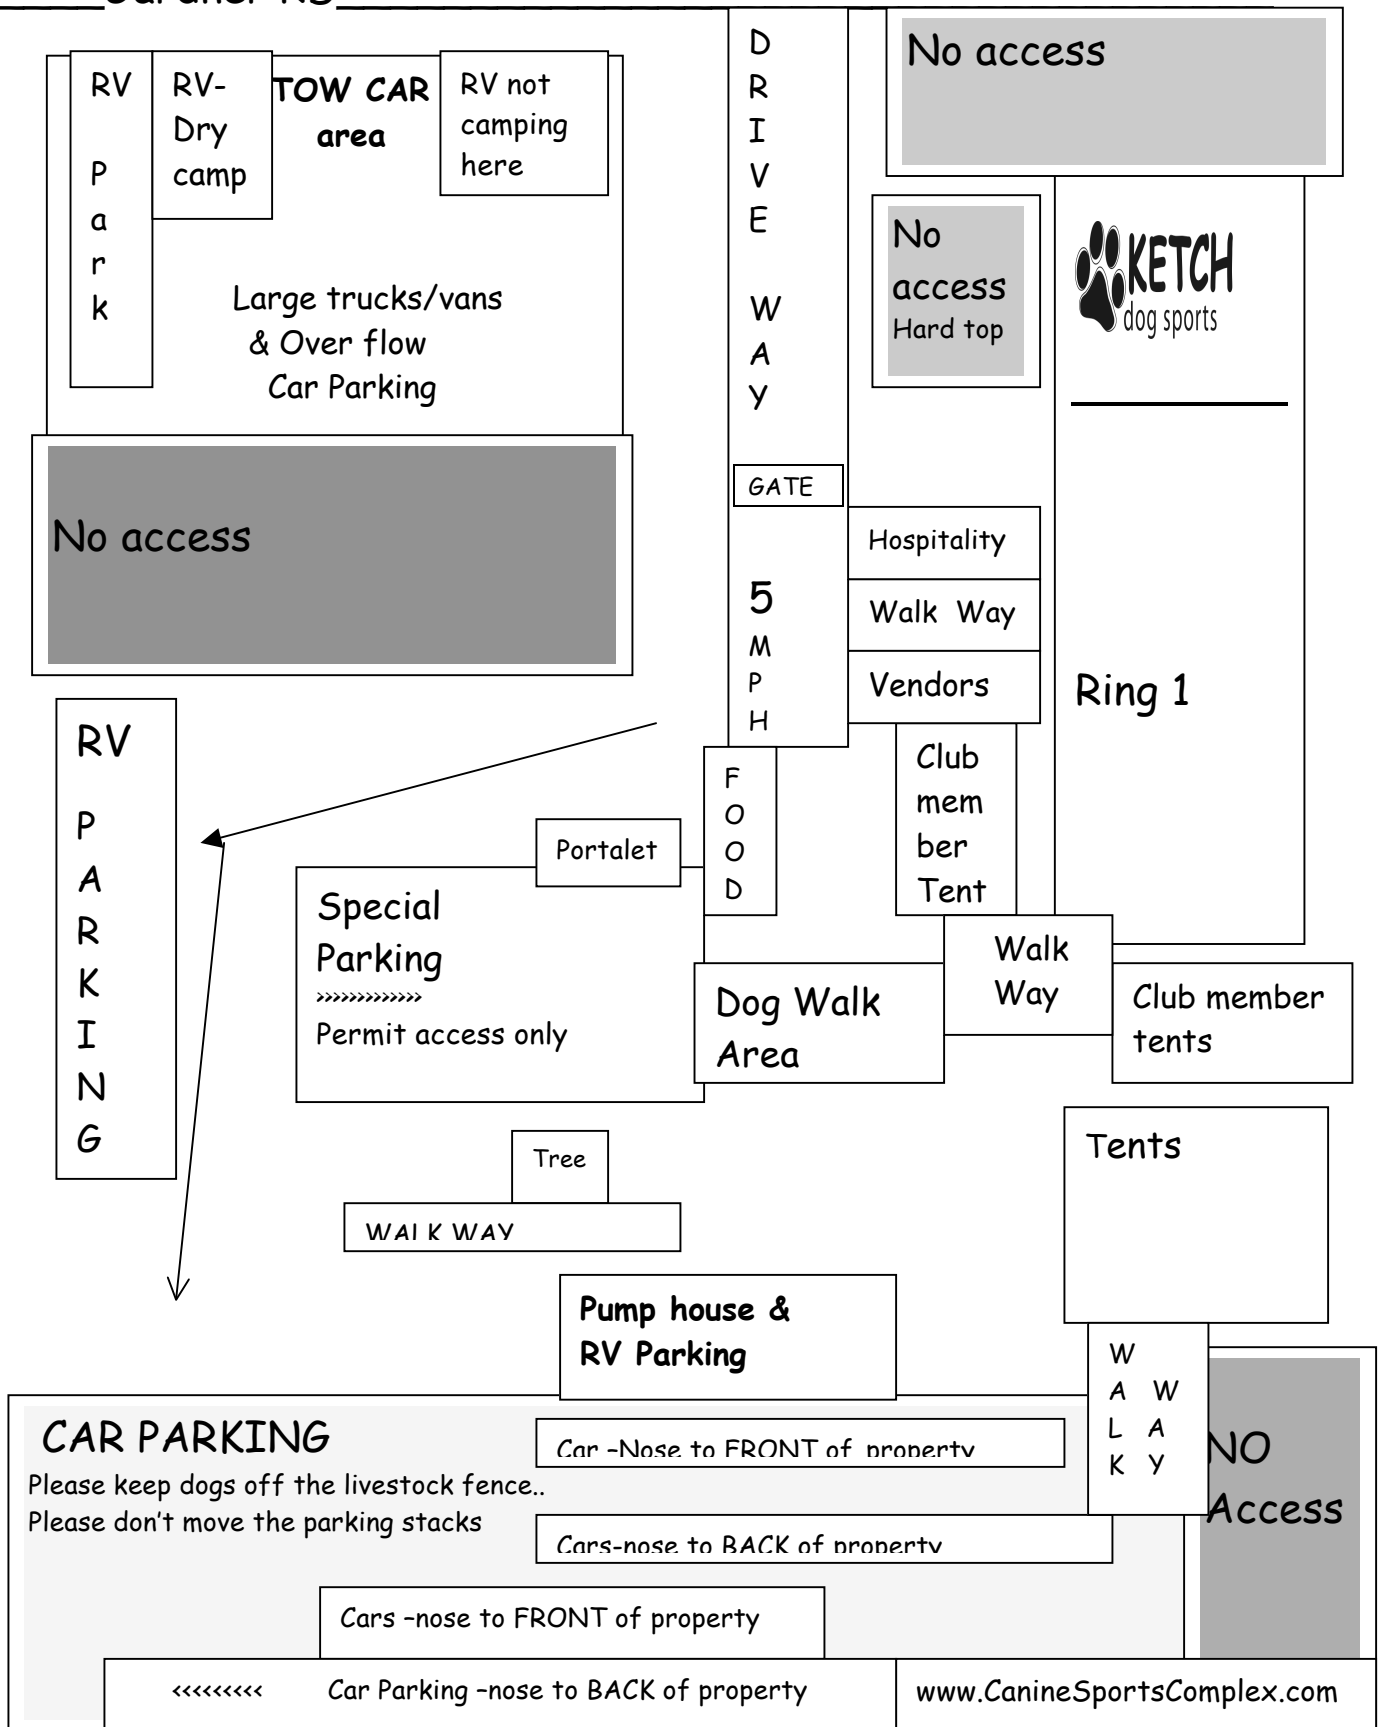 No access
RV
P
a
r
k
RV-
Dry
camp
TOW CAR
area
RV not
camping
here
D
R
I
V
E
W
A
Y
No
access
Hard top
KETCH
dog sports
Large trucks/vans
& Over flow
Car Parking
No access
GATE
5
M
P
H
Hospitality
Walk Way
Vendors
Ring 1
RV
P
A
R
K
I
N
G
F
O
O
D
Club
mem
ber
Tent
Portalet
Special
Parking
>>>>>>>>>>>>>
Permit access only
Walk
Way
Dog Walk
Area
Club member
tents
Tents
Tree
WALK WAY
Pump house &
RV Parking
W
A W
L A
K Y
NO
Access
CAR PARKING
Please keep dogs off the livestock fence..
Please don't move the parking stacks
Car –Nose to FRONT of property
Cars-nose to BACK of property
Cars –nose to FRONT of property
<<<<<<<<< Car Parking –nose to BACK of property
www.CanineSportsComplex.com